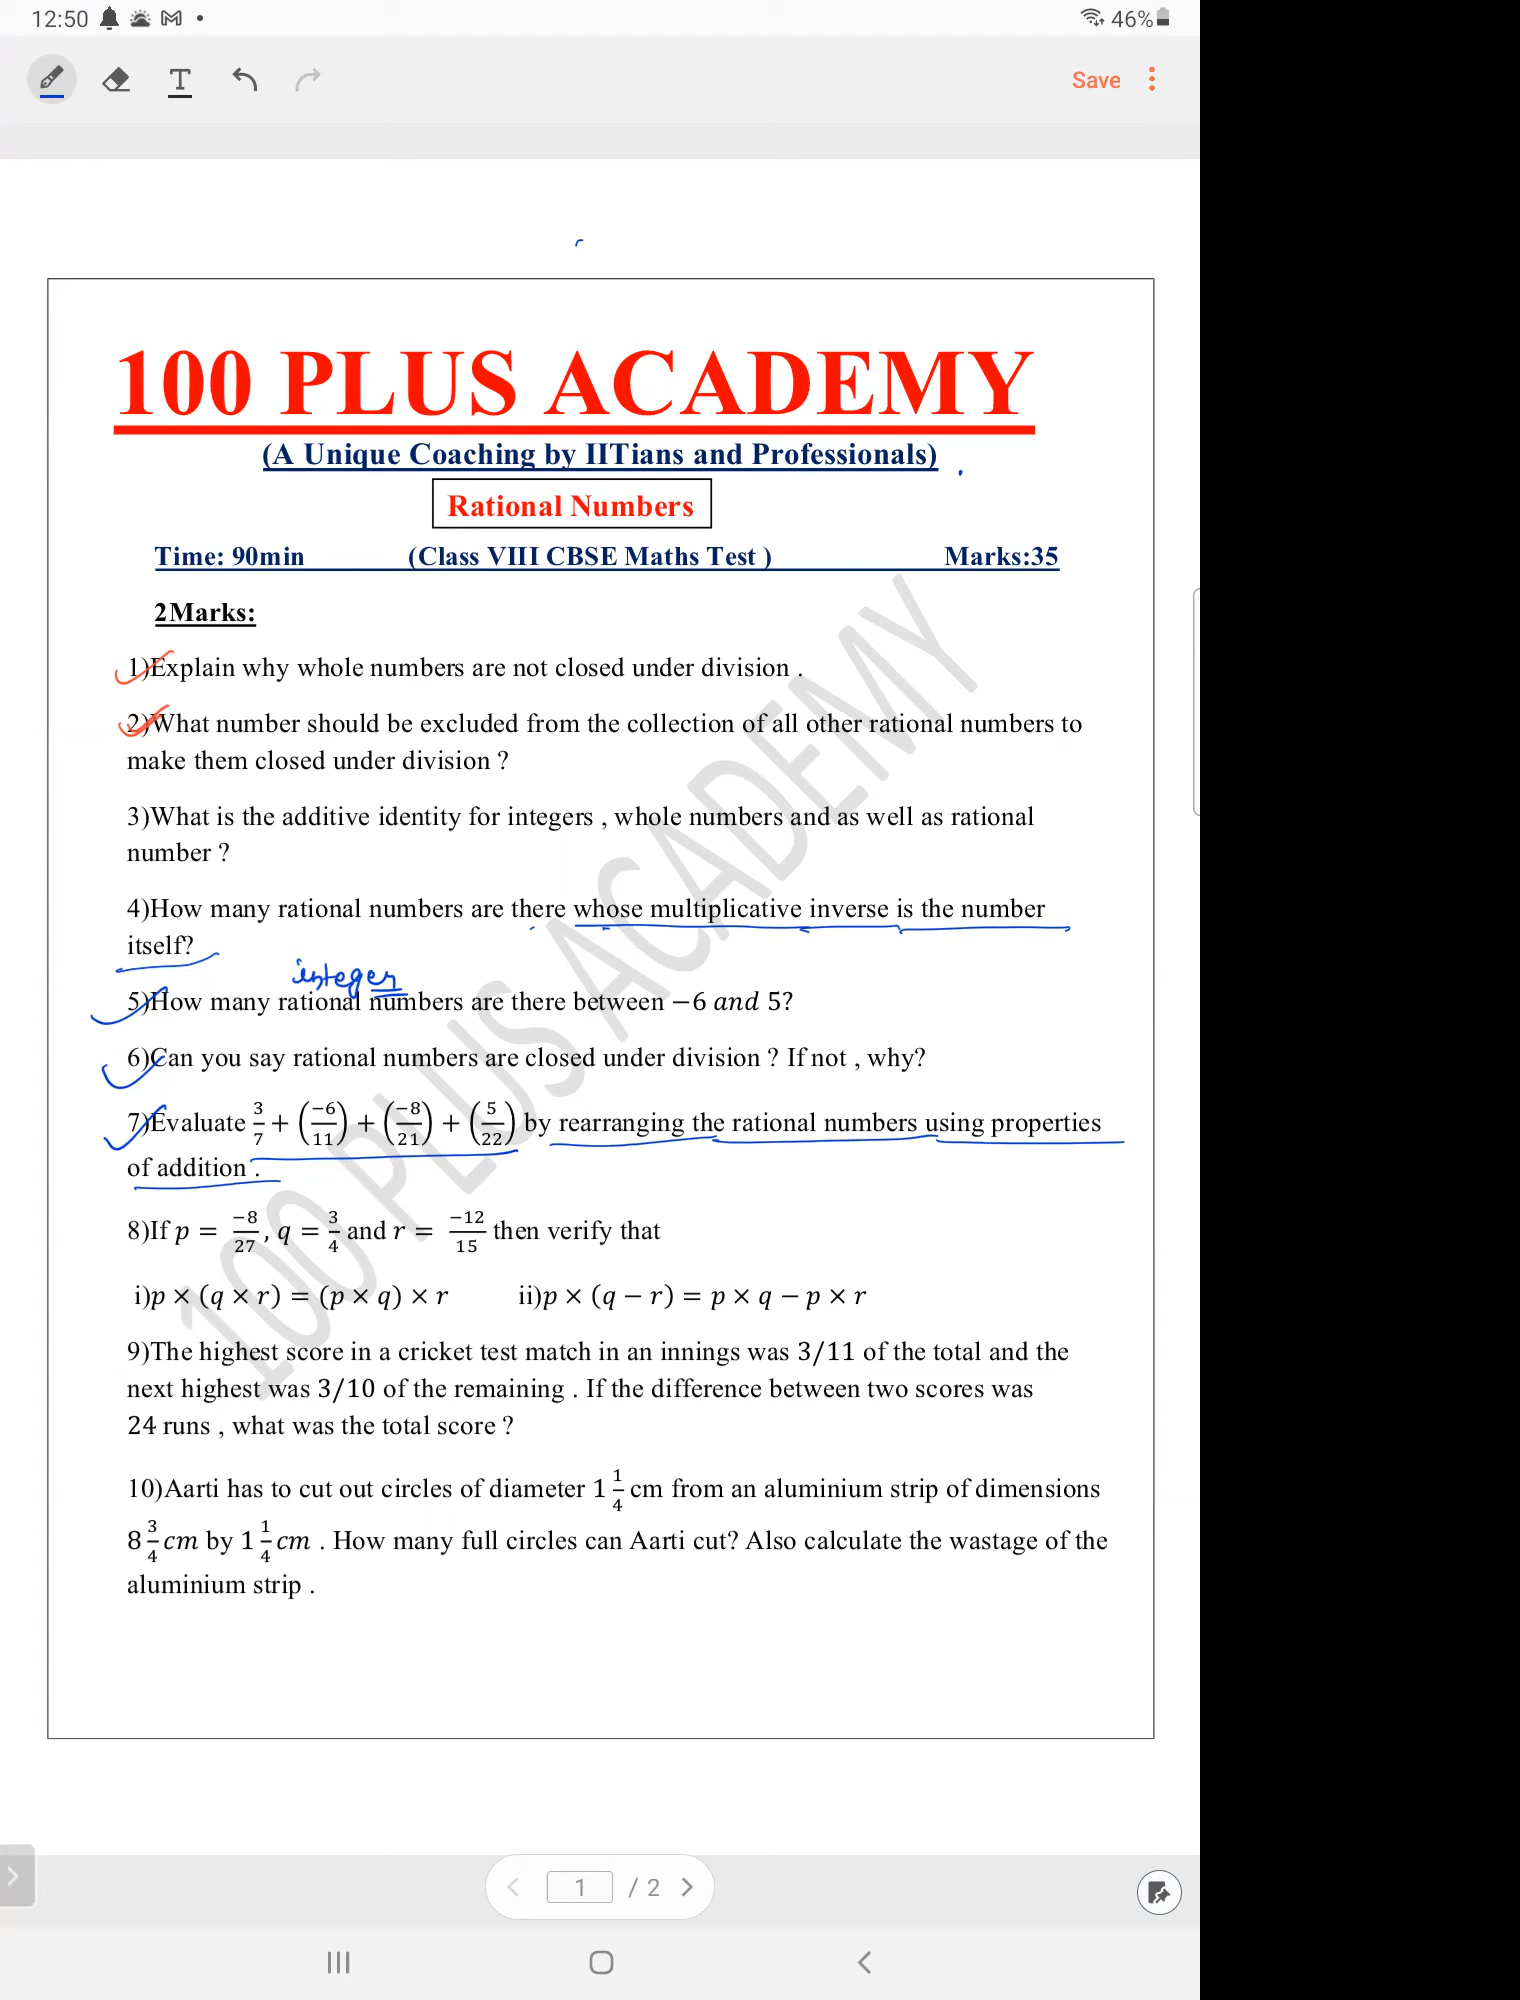 12:50
46%
Save
100 PLUS ACADEMY
(A Unique Coaching by IITians and Professionals)
Rational Numbers
Time: 90min (Class VIII CBSE Maths Test ) Marks:35
2Marks:
1)Explain why whole numbers are not closed under division .
2)What number should be excluded from the collection of all other rational numbers to
make them closed under division ?
3)What is the additive identity for integers , whole numbers and as well as rational
number ?
4)How many rational numbers are there whose multiplicative inverse is the number
itself?
integer
5)How many rational numbers are there between −6 and 5?
6)Can you say rational numbers are closed under division ? If not , why?
7)Evaluate 3/7 + (−6/11) + (−8/21) + (5/22) by rearranging the rational numbers using properties
of addition .
8)If p = −8/27 , q = 3/4 and r = −12/15 then verify that
i)p × (q × r) = (p × q) × r ii)p × (q − r) = p × q − p × r
9)The highest score in a cricket test match in an innings was 3/11 of the total and the
next highest was 3/10 of the remaining . If the difference between two scores was
24 runs , what was the total score ?
10)Aarti has to cut out circles of diameter 1 1/4 cm from an aluminium strip of dimensions
8 3/4 cm by 1 1/4 cm . How many full circles can Aarti cut? Also calculate the wastage of the
aluminium strip .
100 PLUS ACADEMY
1 / 2